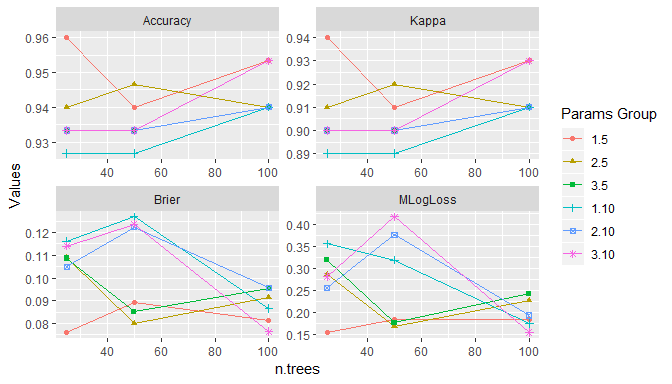 Accuracy
Kappa
0.96
0.95
0.94
0.93
0.94
0.93
0.92
0.91
0.90
0.89
40 60 80 100
40 60 80 100
Brier
MLogLoss
0.12
0.11
0.10
0.09
0.08
0.40
0.35
0.30
0.25
0.20
0.15
40 60 80 100
40 60 80 100
Values
n.trees
Params Group
1.5
2.5
3.5
1.10
2.10
3.10